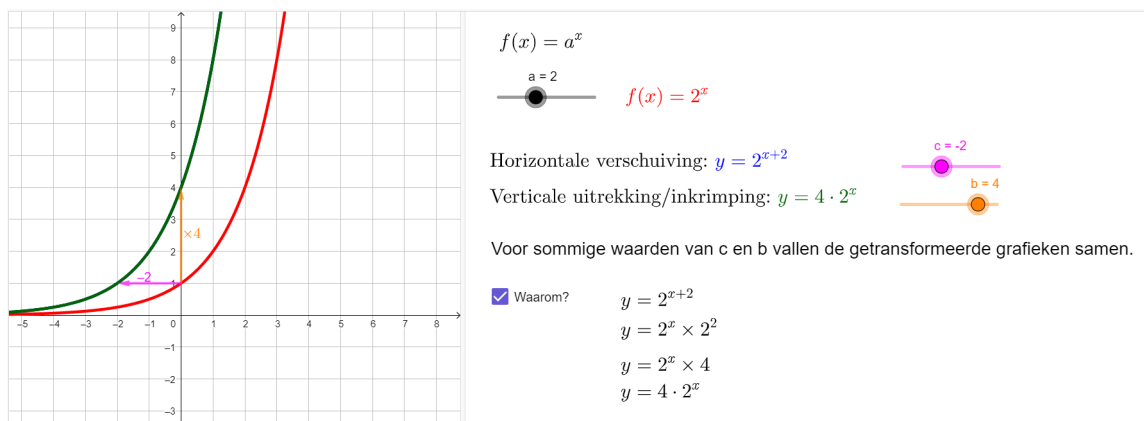 f(x) = a^x
a = 2
f(x) = 2^x
Horizontale verschuiving: y = 2^{x+2}
c = -2
Verticale uitrekking/inkrimping: y = 4 · 2^x
b = 4
Voor sommige waarden van c en b vallen de getransformeerde grafieken samen.
Waarom?
y = 2^{x+2}
y = 2^x × 2^2
y = 2^x × 4
y = 4 · 2^x
9
8
7
6
5
4
3
×4
2
−2
1
−5 −4 −3 −2 −1 0 1 2 3 4 5 6 7 8
−1
−2
−3